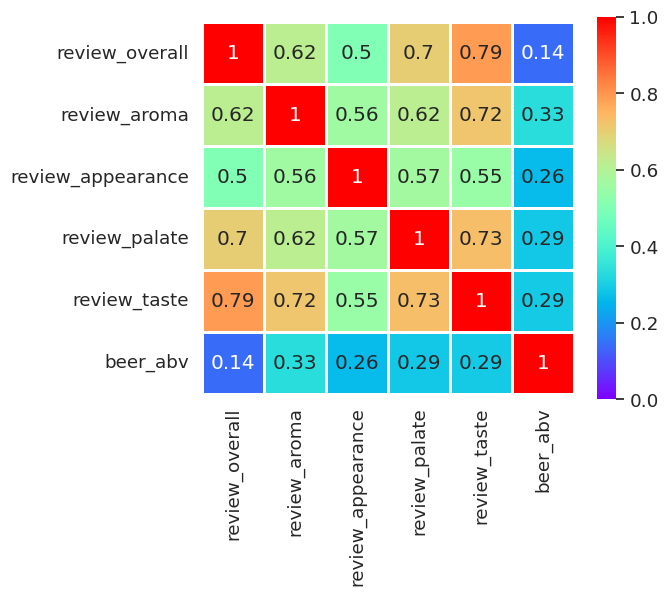 review_overall 1 0.62 0.5 0.7 0.79 0.14
review_aroma 0.62 1 0.56 0.62 0.72 0.33
review_appearance 0.5 0.56 1 0.57 0.55 0.26
review_palate 0.7 0.62 0.57 1 0.73 0.29
review_taste 0.79 0.72 0.55 0.73 1 0.29
beer_abv 0.14 0.33 0.26 0.29 0.29 1
review_overall
review_aroma
review_appearance
review_palate
review_taste
beer_abv
1.0
0.8
0.6
0.4
0.2
0.0